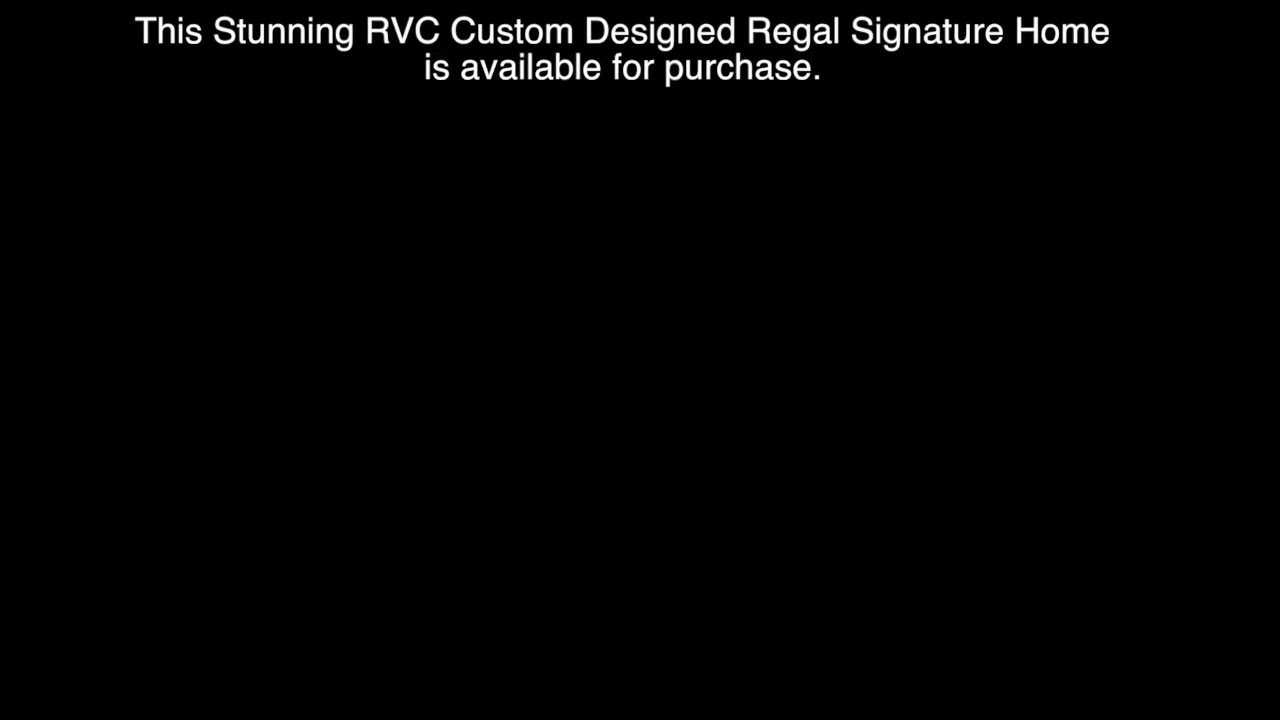 This Stunning RVC Custom Designed Regal Signature Home
is available for purchase.